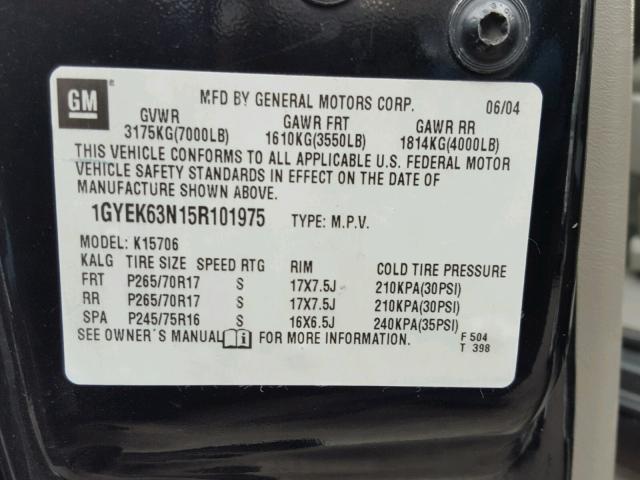 GM ®
MFD BY GENERAL MOTORS CORP. 06/04
GVWR GAWR FRT GAWR RR
3175KG(7000LB) 1610KG(3550LB) 1814KG(4000LB)
THIS VEHICLE CONFORMS TO ALL APPLICABLE U.S. FEDERAL MOTOR
VEHICLE SAFETY STANDARDS IN EFFECT ON THE DATE OF
MANUFACTURE SHOWN ABOVE.
1GYEK63N15R101975 TYPE: M.P.V.
MODEL: K15706
KALG TIRE SIZE SPEED RTG RIM COLD TIRE PRESSURE
FRT P265/70R17 S 17X7.5J 210KPA(30PSI)
RR P265/70R17 S 17X7.5J 210KPA(30PSI)
SPA P245/75R16 S 16X6.5J 240KPA(35PSI)
SEE OWNER'S MANUAL i FOR MORE INFORMATION. F 504
T 398